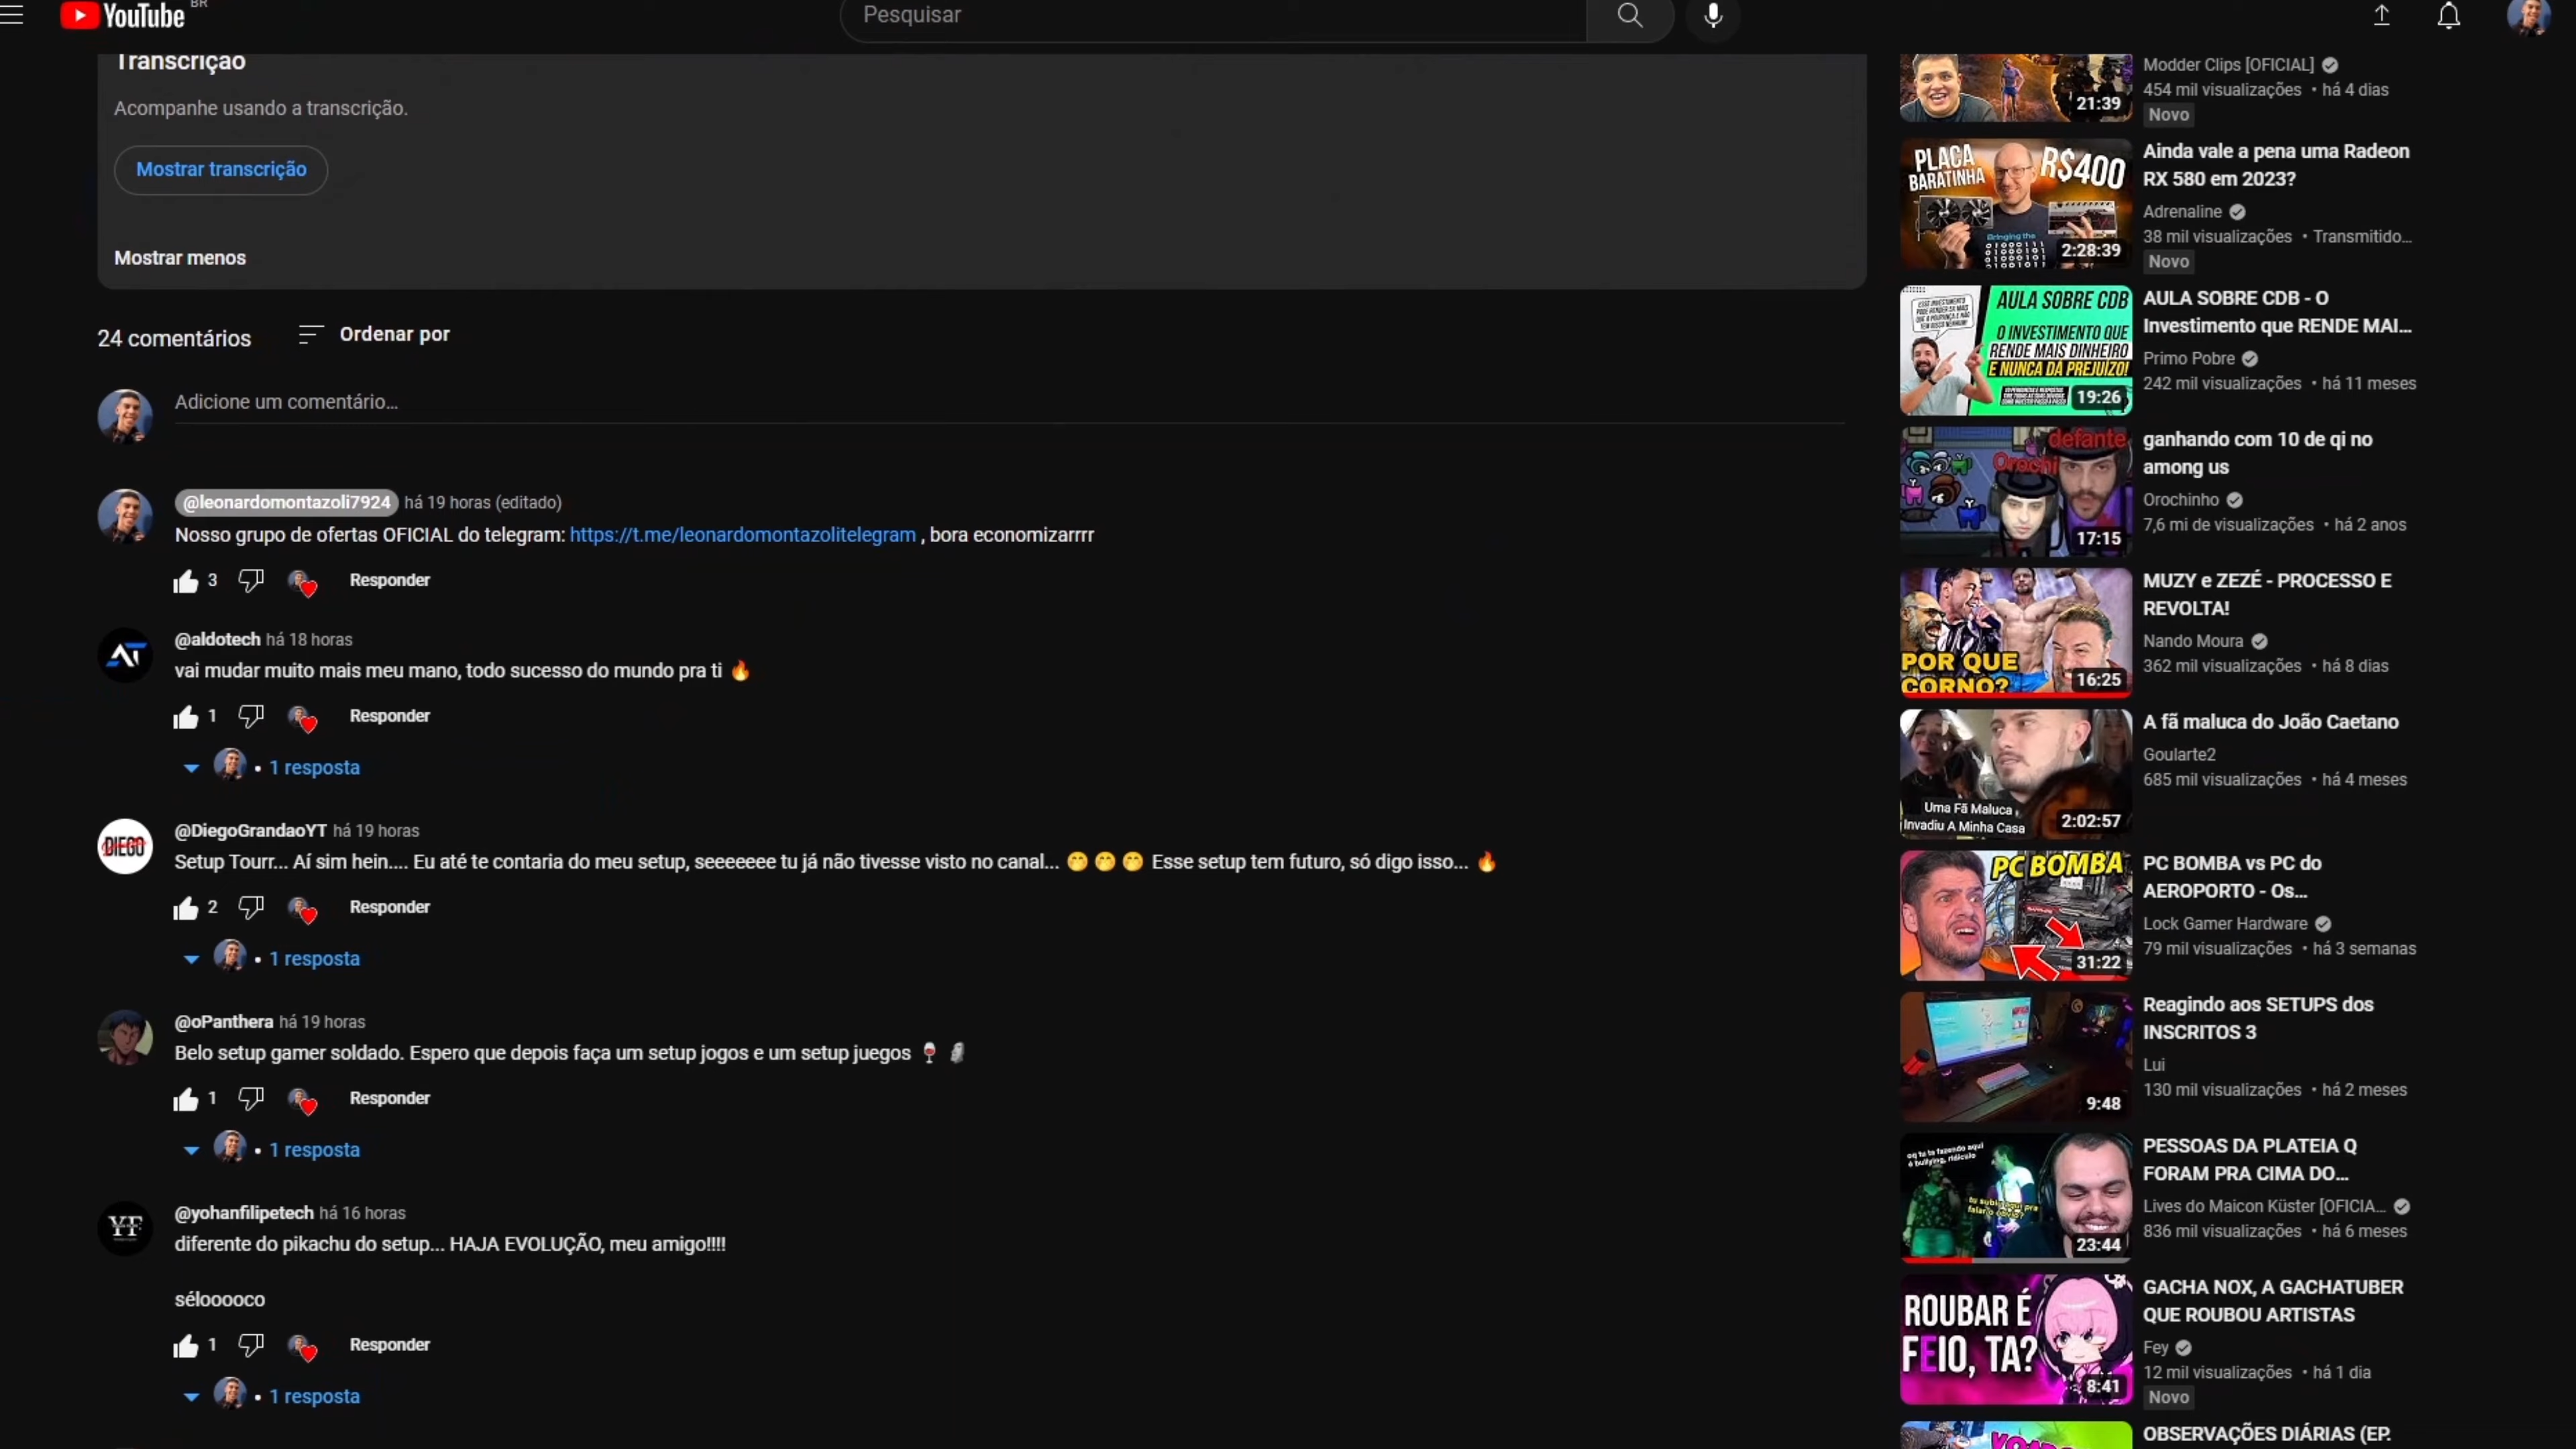 YouTube BR
Pesquisar
Transcrição
Acompanhe usando a transcrição.
Mostrar transcrição
Mostrar menos
24 comentários
Ordenar por
Adicione um comentário...
@leonardomontazoli7924 há 19 horas (editado)
Nosso grupo de ofertas OFICIAL do telegram: https://t.me/leonardomontazolitelegram , bora economizarrrr
3
Responder
@aldotech há 18 horas
vai mudar muito mais meu mano, todo sucesso do mundo pra ti 🔥
1
Responder
• 1 resposta
DIEGO
@DiegoGrandaoYT há 19 horas
Setup Tourr... Aí sim hein.... Eu até te contaria do meu setup, seeeeeee tu já não tivesse visto no canal... 🤭 🤭 🤭 Esse setup tem futuro, só digo isso... 🔥
2
Responder
• 1 resposta
@oPanthera há 19 horas
Belo setup gamer soldado. Espero que depois faça um setup jogos e um setup juegos 🍷 🗿
1
Responder
• 1 resposta
YF
@yohanfilipetech há 16 horas
diferente do pikachu do setup... HAJA EVOLUÇÃO, meu amigo!!!!
sélooooco
1
Responder
• 1 resposta
21:39
Modder Clips [OFICIAL]
454 mil visualizações • há 4 dias
Novo
PLACA
BARATINHA
R$400
Bringing the
2:28:39
Ainda vale a pena uma Radeon
RX 580 em 2023?
Adrenaline
38 mil visualizações • Transmitido...
Novo
AULA SOBRE CDB
O INVESTIMENTO QUE
RENDE MAIS DINHEIRO
E NUNCA DÁ PREJUÍZO!
19:26
AULA SOBRE CDB - O
Investimento que RENDE MAI...
Primo Pobre
242 mil visualizações • há 11 meses
defante
Orochi
17:15
ganhando com 10 de qi no
among us
Orochinho
7,6 mi de visualizações • há 2 anos
POR QUE
CORNO?
16:25
MUZY e ZEZÉ - PROCESSO E
REVOLTA!
Nando Moura
362 mil visualizações • há 8 dias
Uma Fã Maluca
Invadiu A Minha Casa
2:02:57
A fã maluca do João Caetano
Goularte2
685 mil visualizações • há 4 meses
PC BOMBA
31:22
PC BOMBA vs PC do
AEROPORTO - Os...
Lock Gamer Hardware
79 mil visualizações • há 3 semanas
9:48
Reagindo aos SETUPS dos
INSCRITOS 3
Lui
130 mil visualizações • há 2 meses
oq tu ta fazendo aqui
é bullying, ridículo
23:44
PESSOAS DA PLATEIA Q
FORAM PRA CIMA DO...
Lives do Maicon Küster [OFICIA...
836 mil visualizações • há 6 meses
ROUBAR É
FEIO, TA?
8:41
GACHA NOX, A GACHATUBER
QUE ROUBOU ARTISTAS
Fey
12 mil visualizações • há 1 dia
Novo
OBSERVAÇÕES DIÁRIAS (EP.